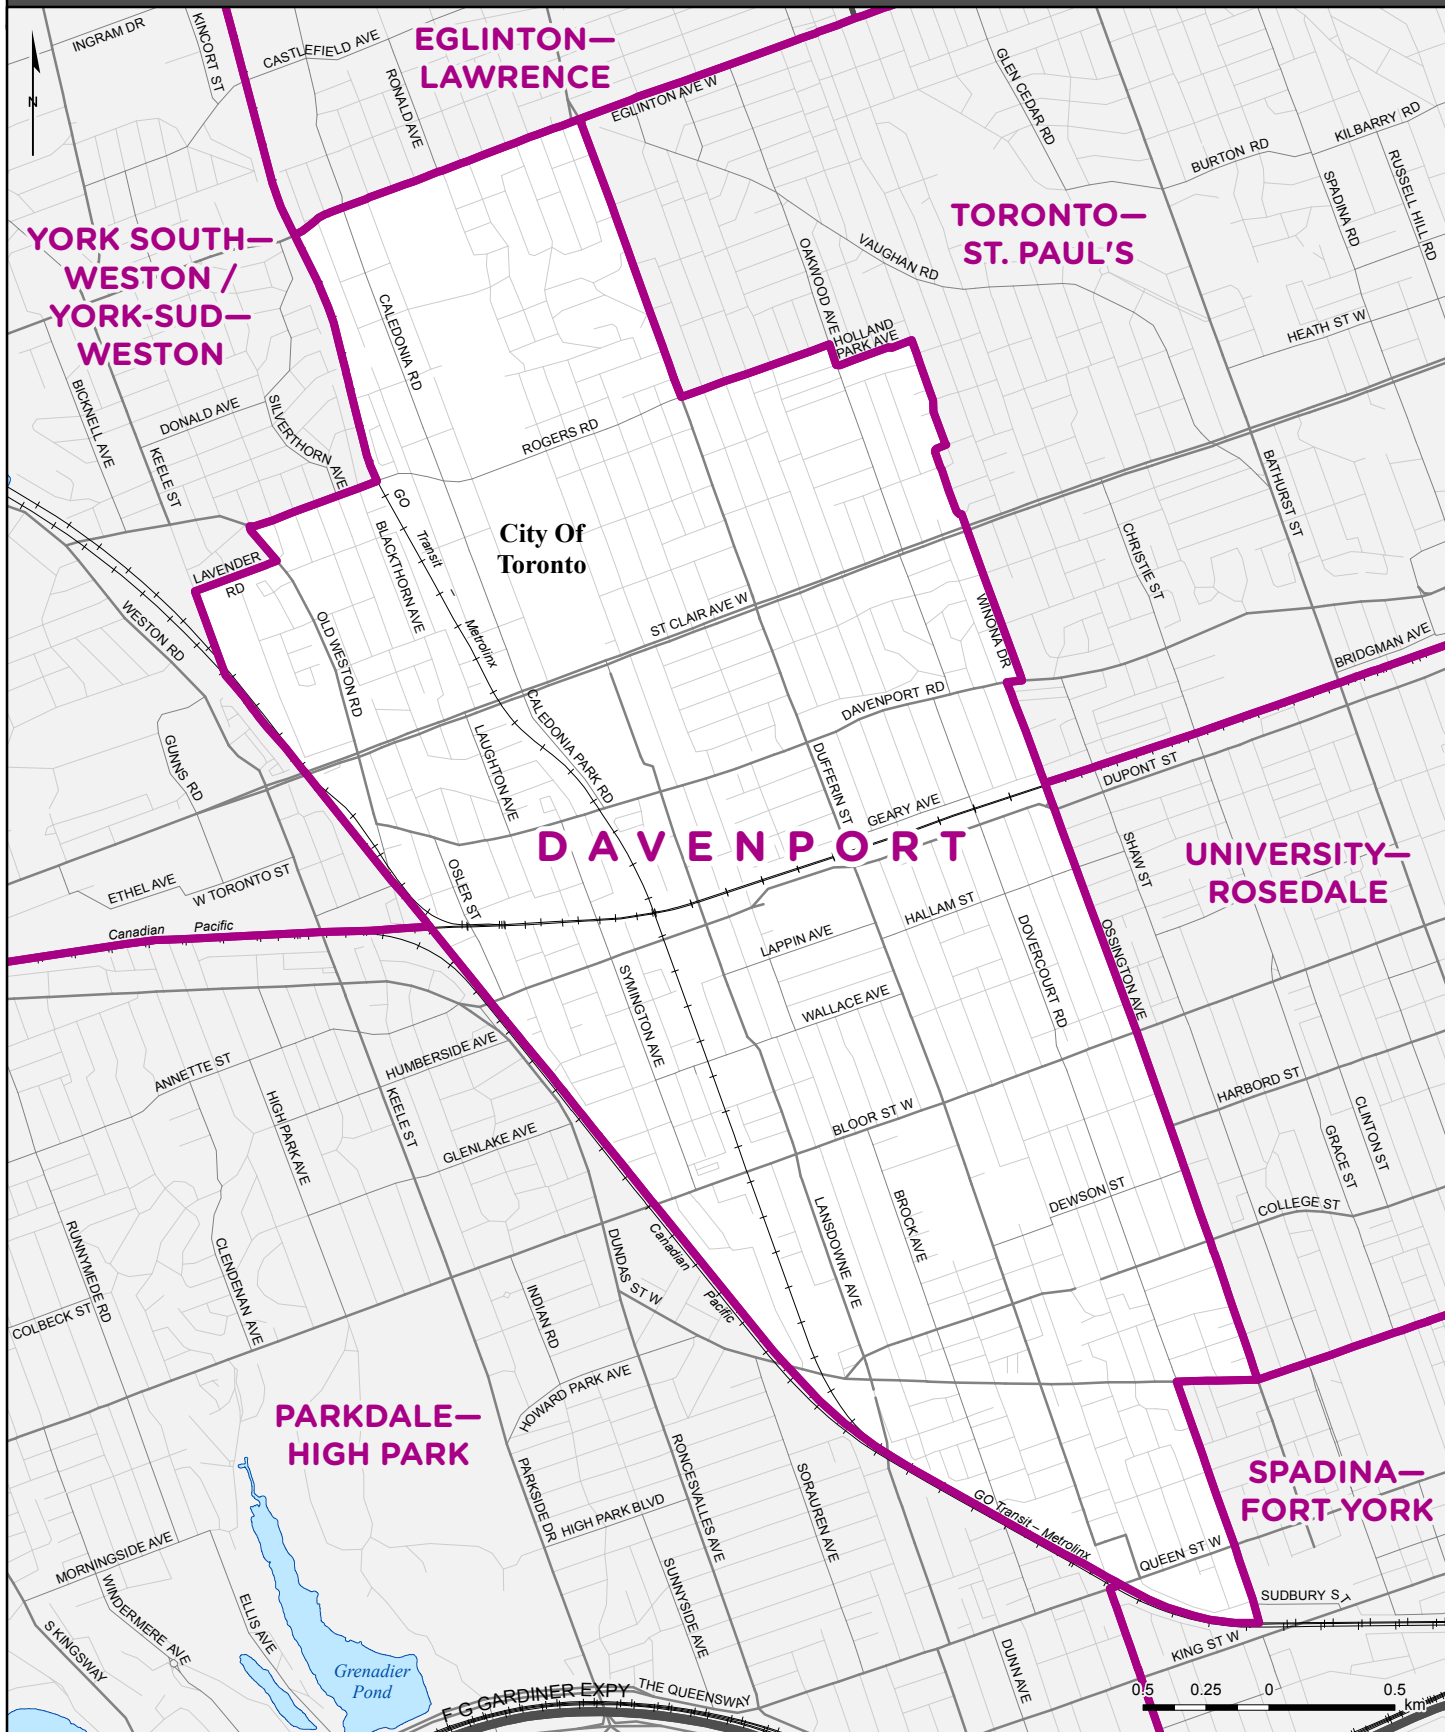 INGRAM DR
KINCORT ST
CASTLEFIELD AVE
RONALD AVE
EGLINTON—
LAWRENCE
EGLINTON AVE W
GLEN CEDAR RD
BURTON RD
KILBARRY RD
SPADINA RD
RUSSELL HILL RD
N
YORK SOUTH—
WESTON /
YORK-SUD—
WESTON
TORONTO—
ST. PAUL'S
OAKWOOD AVE
VAUGHAN RD
HOLLAND
PARK AVE
HEATH ST W
CALEDONIA RD
BICKNELL AVE
DONALD AVE
KEELE ST
SILVERTHORN AVE
ROGERS RD
BATHURST ST
GO
Transit
–
Metrolinx
City Of
Toronto
BLACKTHORN AVE
CHRISTIE ST
LAVENDER
RD
WESTON RD
OLD WESTON RD
ST CLAIR AVE W
WINONA DR
BRIDGMAN AVE
DAVENPORT RD
CALEDONIA PARK RD
LAUGHTON AVE
GUNNS RD
DUFFERIN ST
DUPONT ST
GEARY AVE
DAVENPORT
SHAW ST
UNIVERSITY—
ROSEDALE
ETHEL AVE
W TORONTO ST
OSLER ST
HALLAM ST
Canadian
Pacific
LAPPIN AVE
DOVERCOURT RD
OSSINGTON AVE
SYMINGTON AVE
WALLACE AVE
ANNETTE ST
HUMBERSIDE AVE
HIGH PARK AVE
KEELE ST
GLENLAKE AVE
BLOOR ST W
HARBORD ST
CLINTON ST
GRACE ST
DEWSON ST
COLLEGE ST
BROCK AVE
LANSDOWNE AVE
RUNNYMEDE RD
CLENDENAN AVE
COLBECK ST
DUNDAS ST W
Canadian
Pacific
INDIAN RD
HOWARD PARK AVE
PARKDALE—
HIGH PARK
PARKSIDE DR
HIGH PARK BLVD
RONCESVALLES AVE
SORAUREN AVE
SPADINA—
FORT YORK
GO Transit – Metrolinx
QUEEN ST W
MORNINGSIDE AVE
WINDERMERE AVE
ELLIS AVE
S KINGSWAY
SUNNYSIDE AVE
SUDBURY ST
KING ST W
DUNN AVE
Grenadier
Pond
F G GARDINER EXPY
THE QUEENSWAY
0.5 0.25 0 0.5
km